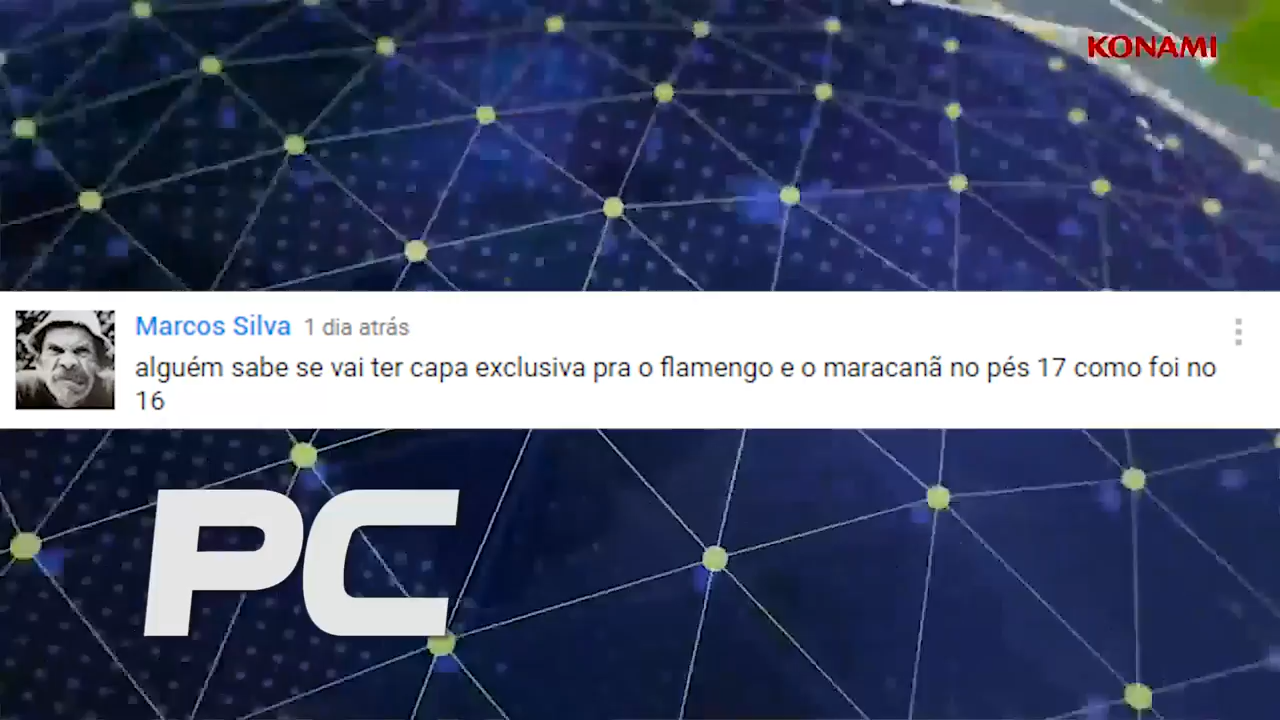 KONAMI
Marcos Silva 1 dia atrás
alguém sabe se vai ter capa exclusiva pra o flamengo e o maracanã no pés 17 como foi no
16
PC